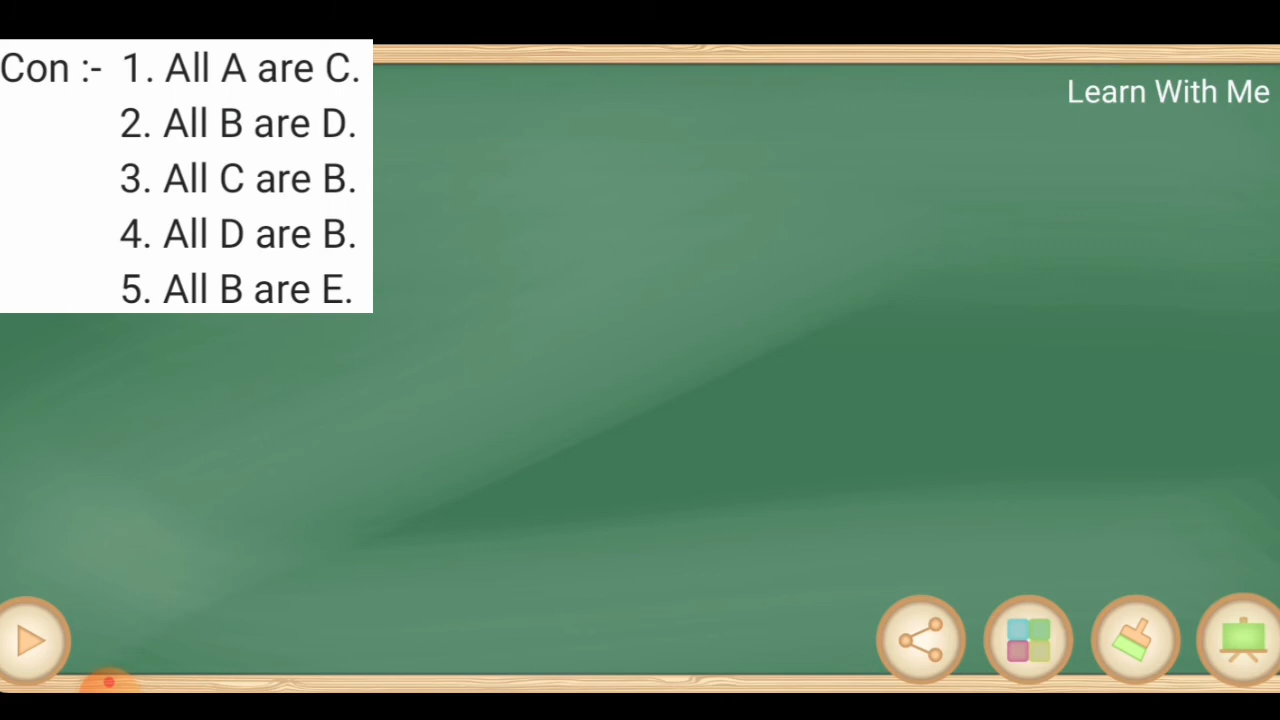 Con :- 1. All A are C.
2. All B are D.
3. All C are B.
4. All D are B.
5. All B are E.
Learn With Me